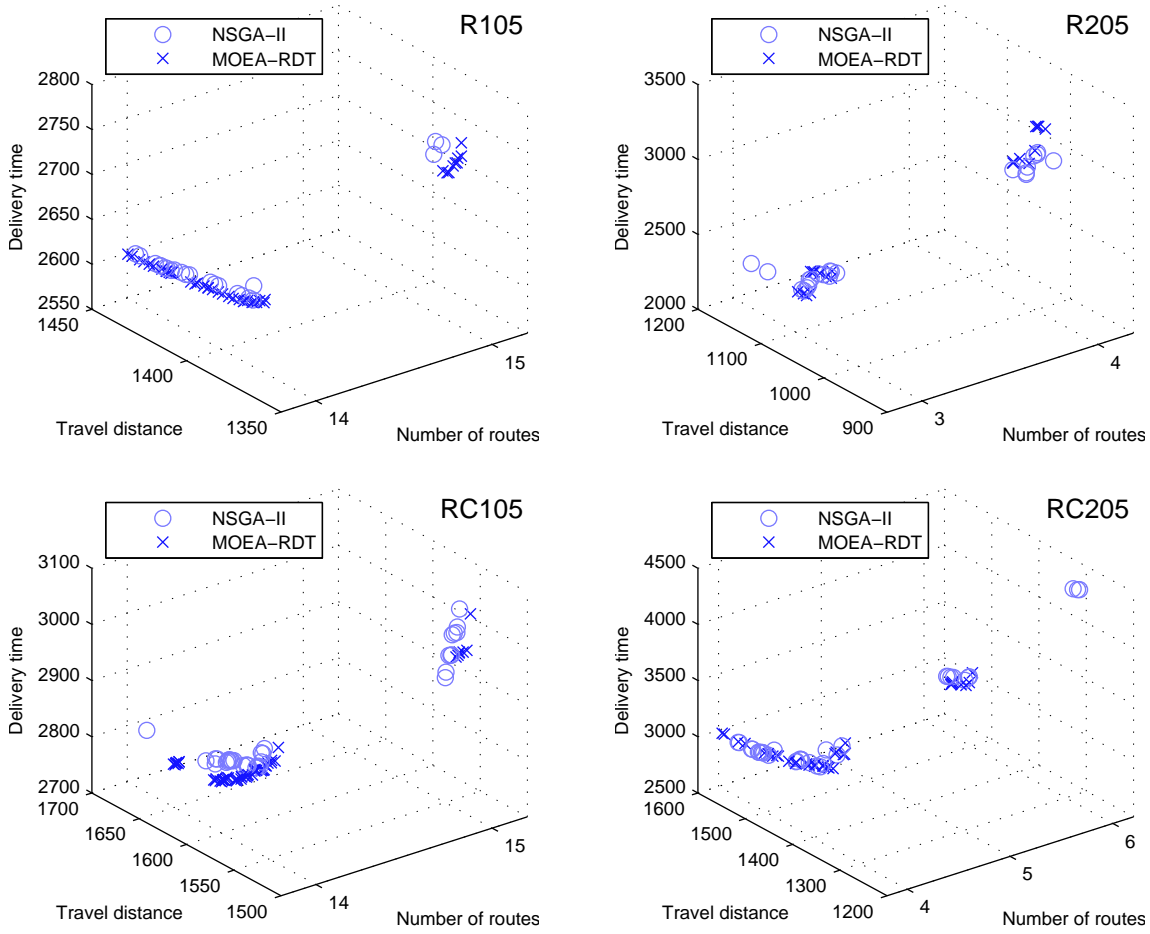 R105
NSGA−II
MOEA−RDT
2800
2750
2700
2650
2600
2550
Delivery time
1450
1400
1350
Travel distance
14
15
Number of routes
R205
NSGA−II
MOEA−RDT
3500
3000
2500
2000
Delivery time
1200
1100
1000
900
Travel distance
3
4
Number of routes
RC105
NSGA−II
MOEA−RDT
3100
3000
2900
2800
2700
Delivery time
1700
1650
1600
1550
1500
Travel distance
14
15
Number of routes
RC205
NSGA−II
MOEA−RDT
4500
4000
3500
3000
2500
Delivery time
1600
1500
1400
1300
1200
Travel distance
4
5
6
Number of routes